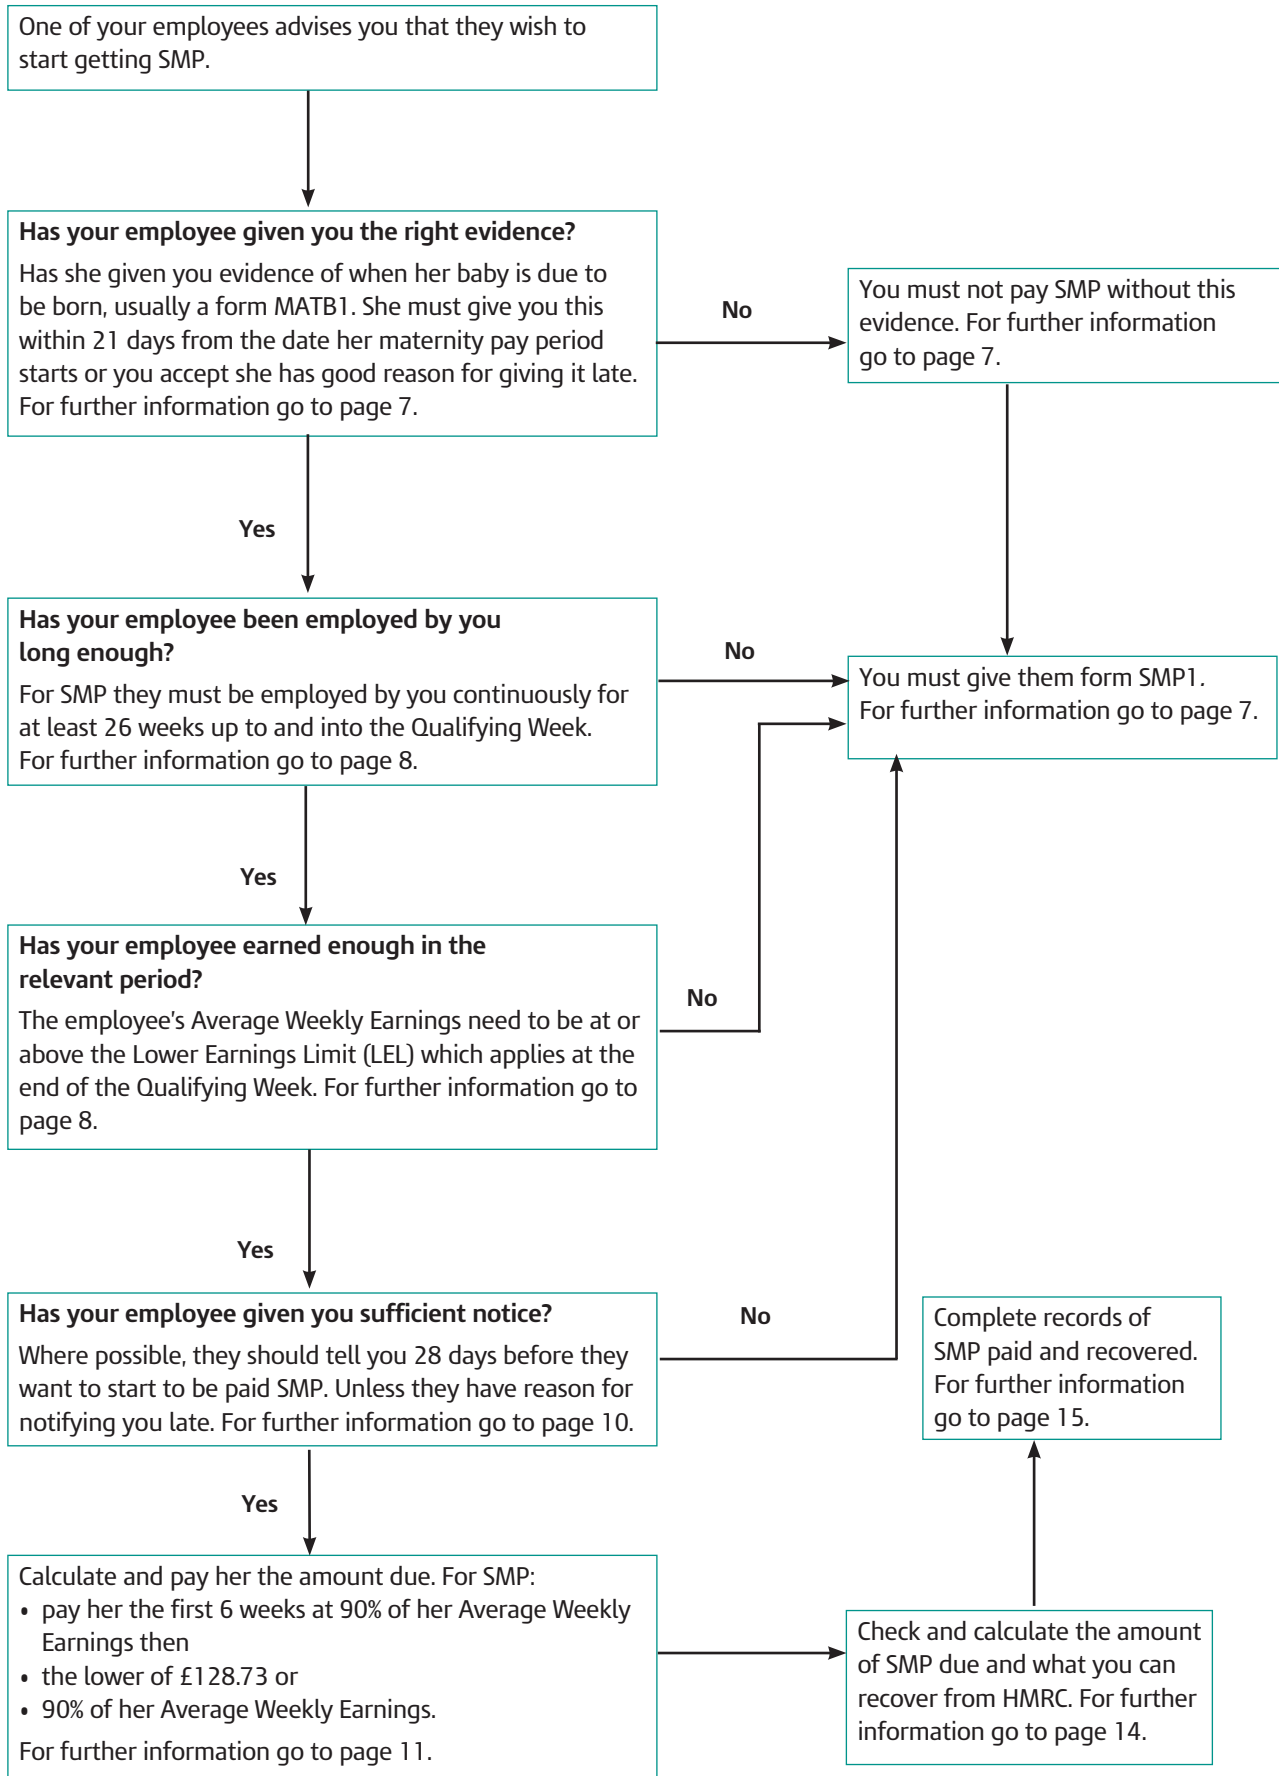 One of your employees advises you that they wish to
start getting SMP.
Has your employee given you the right evidence?
Has she given you evidence of when her baby is due to
be born, usually a form MATB1. She must give you this
within 21 days from the date her maternity pay period
starts or you accept she has good reason for giving it late.
For further information go to page 7.
No
You must not pay SMP without this
evidence. For further information
go to page 7.
Yes
Has your employee been employed by you
long enough?
For SMP they must be employed by you continuously for
at least 26 weeks up to and into the Qualifying Week.
For further information go to page 8.
No
You must give them form SMP1.
For further information go to page 7.
Yes
Has your employee earned enough in the
relevant period?
The employee's Average Weekly Earnings need to be at or
above the Lower Earnings Limit (LEL) which applies at the
end of the Qualifying Week. For further information go to
page 8.
No
Yes
Has your employee given you sufficient notice?
Where possible, they should tell you 28 days before they
want to start to be paid SMP. Unless they have reason for
notifying you late. For further information go to page 10.
No
Complete records of
SMP paid and recovered.
For further information
go to page 15.
Yes
Calculate and pay her the amount due. For SMP:
• pay her the first 6 weeks at 90% of her Average Weekly
Earnings then
• the lower of £128.73 or
• 90% of her Average Weekly Earnings.
For further information go to page 11.
Check and calculate the amount
of SMP due and what you can
recover from HMRC. For further
information go to page 14.